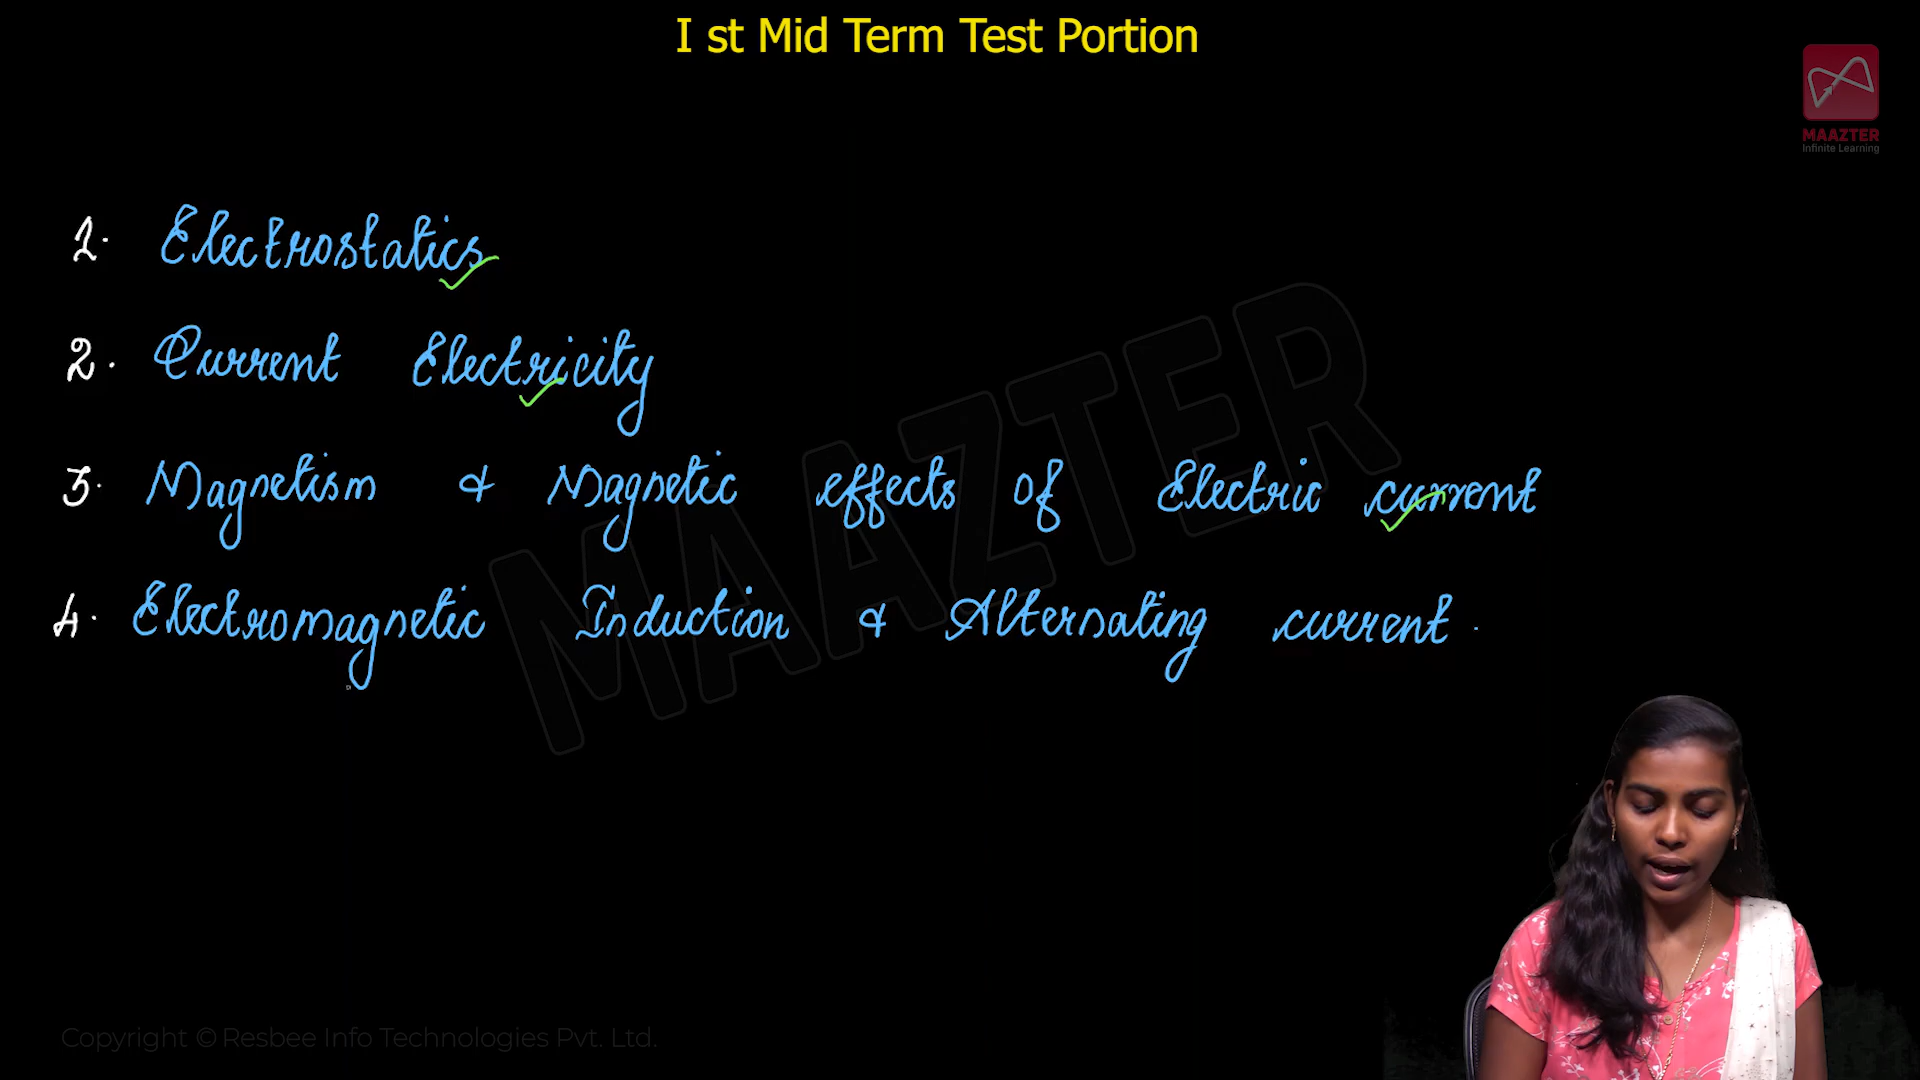 I st Mid Term Test Portion
MAAZTER
Infinite Learning
1. Electrostatics
2. Current Electricity
3. Magnetism & Magnetic effects of Electric current
4. Electromagnetic Induction & Alternating current.
MAAZTER
Copyright © Resbee Info Technologies Pvt. Ltd.